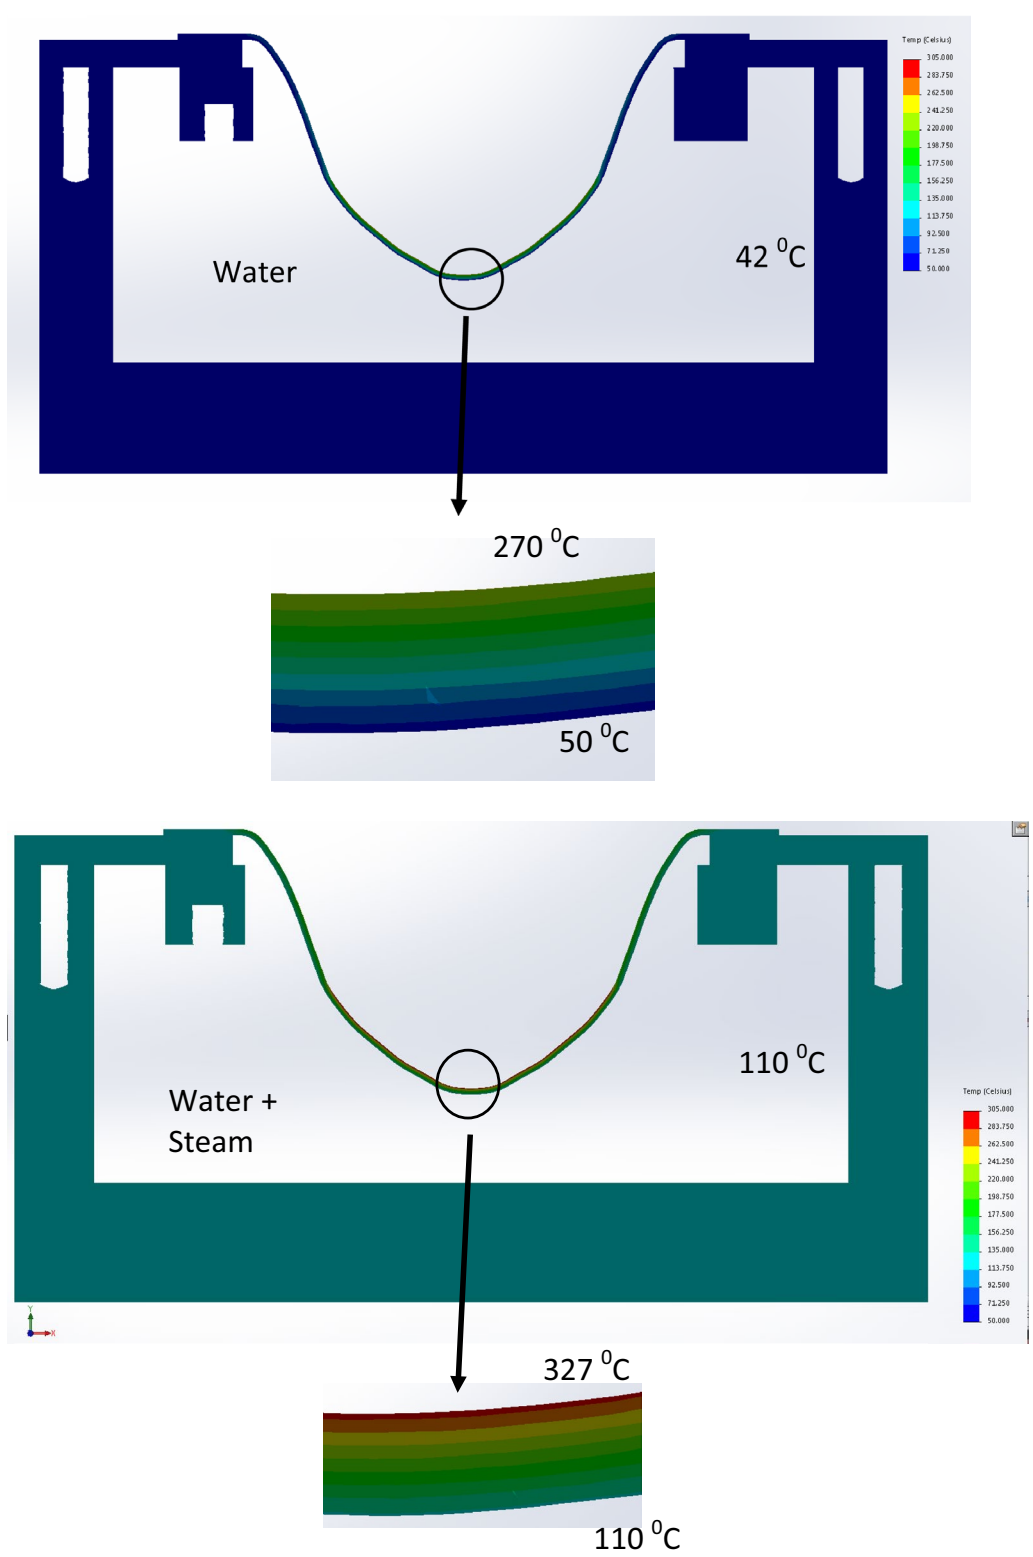 Temp (Celsius)
305.000
283.750
262.500
241.250
220.000
198.750
177.500
156.250
135.000
113.750
92.500
71.250
50.000
Water
42 ⁰C
270 ⁰C
50 ⁰C
110 ⁰C
Water +
Steam
Temp (Celsius)
305.000
283.750
262.500
241.250
220.000
198.750
177.500
156.250
135.000
113.750
92.500
71.250
50.000
Y
X
327 ⁰C
110 ⁰C